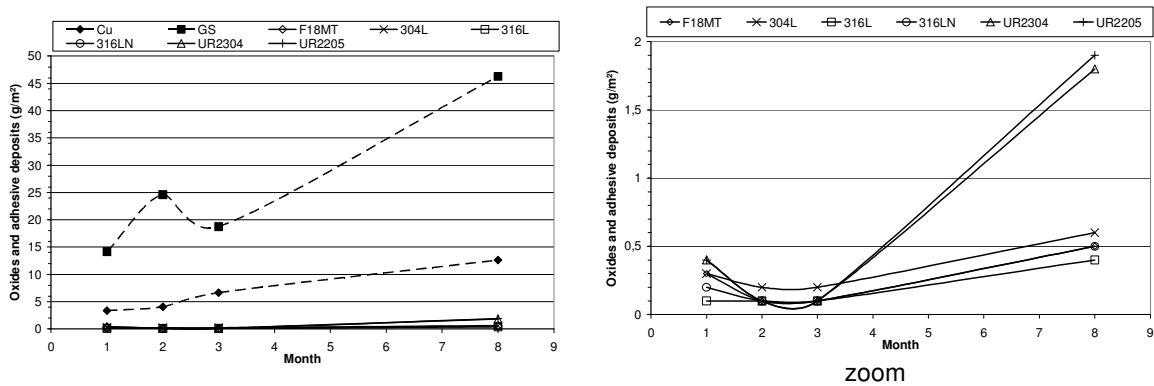 Cu GS F18MT 304L 316L
316LN UR2304 UR2205
Oxides and adhesive deposits (g/m²)
50
45
40
35
30
25
20
15
10
5
0
0 1 2 3 4 5 6 7 8 9
Month
F18MT 304L 316L 316LN UR2304 UR2205
Oxides and adhesive deposits (g/m²)
2
1,5
1
0,5
0
0 1 2 3 4 5 6 7 8 9
Month
zoom